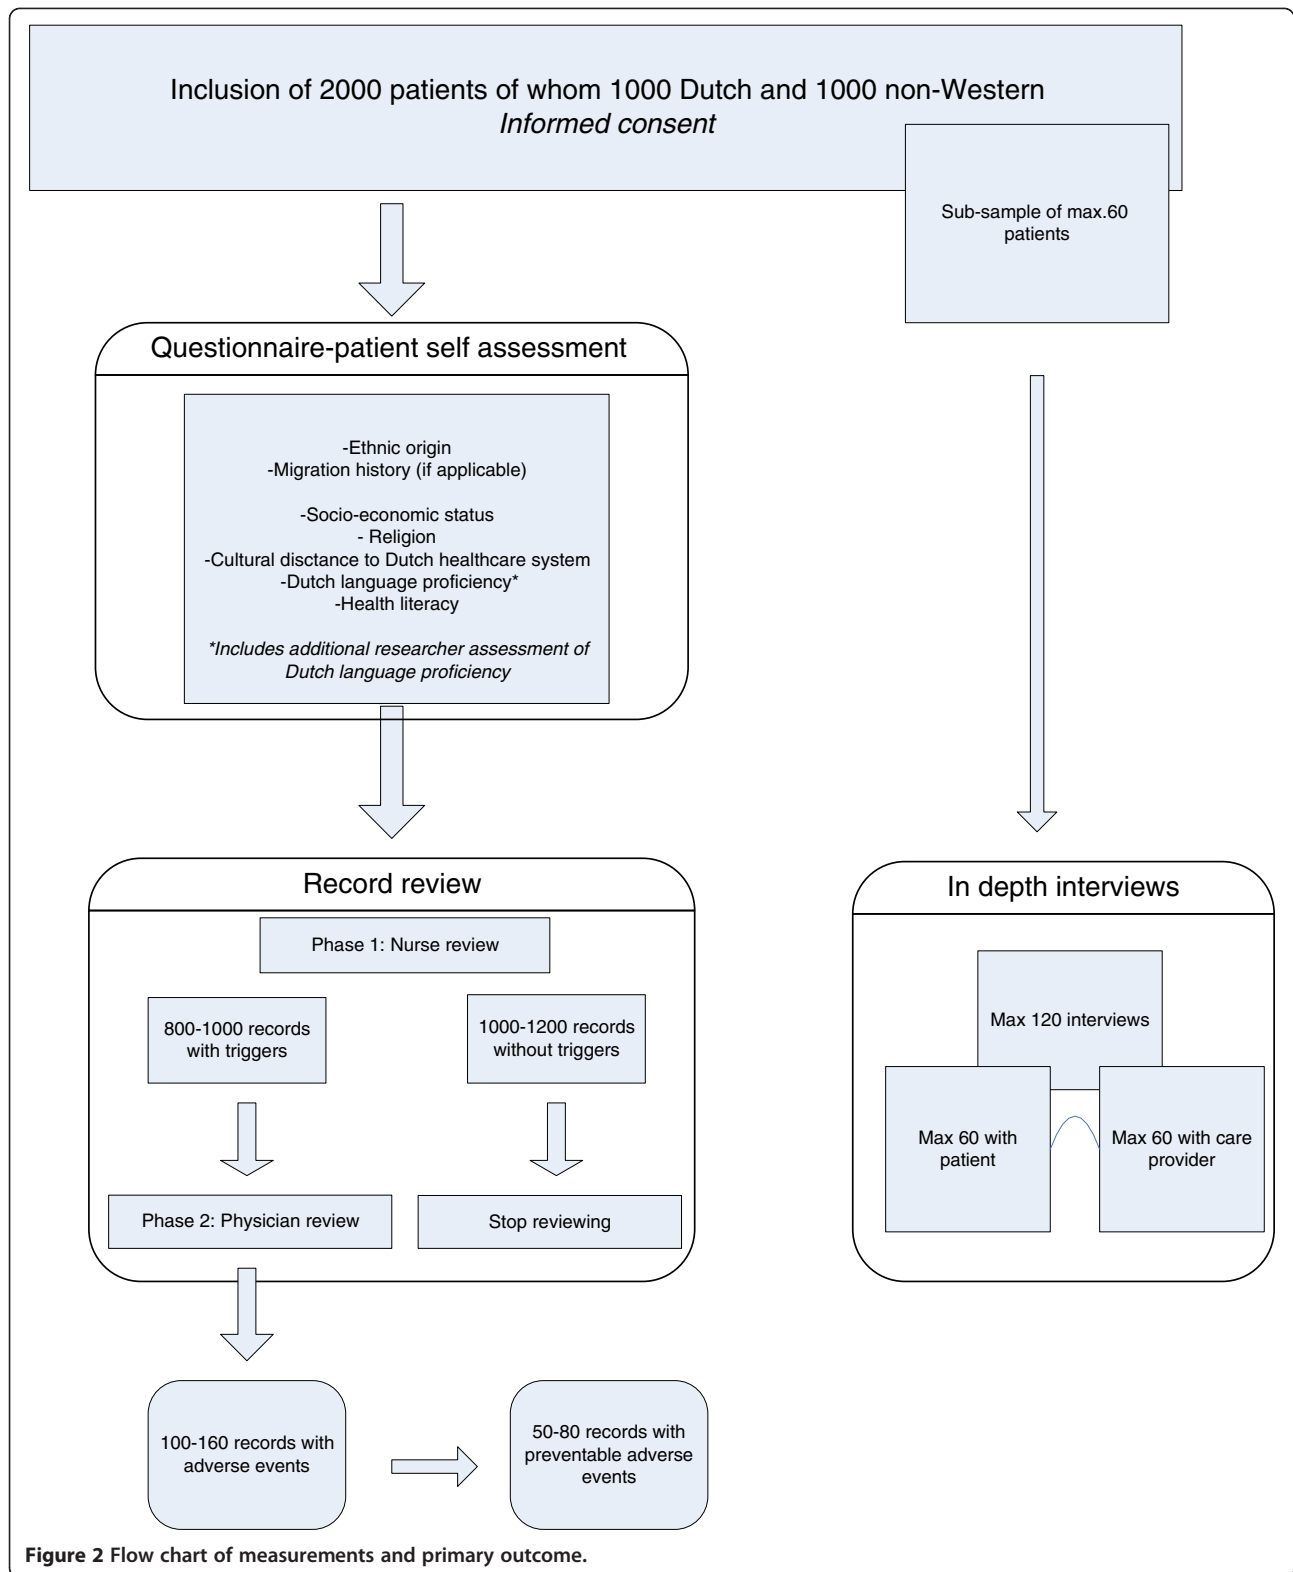 Inclusion of 2000 patients of whom 1000 Dutch and 1000 non-Western
Informed consent
Sub-sample of max.60
patients
Questionnaire-patient self assessment
-Ethnic origin
-Migration history (if applicable)
-Socio-economic status
- Religion
-Cultural disctance to Dutch healthcare system
-Dutch language proficiency*
-Health literacy
*Includes additional researcher assessment of
Dutch language proficiency
Record review
Phase 1: Nurse review
800-1000 records
with triggers
1000-1200 records
without triggers
Phase 2: Physician review
Stop reviewing
100-160 records with
adverse events
50-80 records with
preventable adverse
events
In depth interviews
Max 120 interviews
Max 60 with
patient
Max 60 with care
provider
Figure 2 Flow chart of measurements and primary outcome.